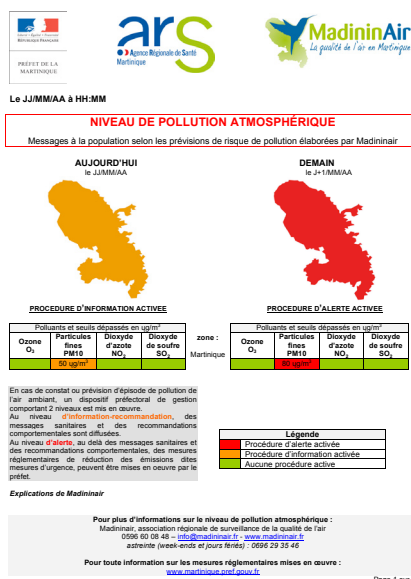 RÉPUBLIQUE FRANÇAISE
PRÉFET DE LA
MARTINIQUE
ars
Agence Régionale de Santé
Martinique
MadininAir
La qualité de l'air en Martinique
Le JJ/MM/AA à HH:MM
NIVEAU DE POLLUTION ATMOSPHÉRIQUE
Messages à la population selon les prévisions de risque de pollution élaborées par Madininair
AUJOURD'HUI
le JJ/MM/AA
DEMAIN
le J+1/MM/AA
PROCEDURE D'INFORMATION ACTIVEE
PROCEDURE D'ALERTE ACTIVEE
Polluants et seuils dépassés en ug/m³
Ozone O₃
Particules fines PM10
Dioxyde d'azote NO₂
Dioxyde de soufre SO₂
50 ug/m³
zone :
Martinique
Polluants et seuils dépassés en ug/m³
Ozone O₃
Particules fines PM10
Dioxyde d'azote NO₂
Dioxyde de soufre SO₂
80 ug/m³
En cas de constat ou prévision d'épisode de pollution de
l'air ambiant, un dispositif préfectoral de gestion
comportant 2 niveaux est mis en œuvre.
Au niveau d'information-recommandation, des
messages sanitaires et des recommandations
comportementales sont diffusées.
Au niveau d'alerte, au delà des messages sanitaires et
des recommandations comportementales, des mesures
réglementaires de réduction des émissions dites
mesures d'urgence, peuvent être mises en oeuvre par le
préfet.
Légende
Procédure d'alerte activée
Procédure d'information activée
Aucune procédure active
Explications de Madininair
Pour plus d'informations sur le niveau de pollution atmosphérique :
Madininair, association régionale de surveillance de la qualité de l'air
0596 60 08 48 – info@madininair.fr - www.madininair.fr
astreinte (week-ends et jours fériés) : 0696 29 35 46
Pour toute information sur les mesures réglementaires mises en œuvre :
www.martinique.pref.gouv.fr